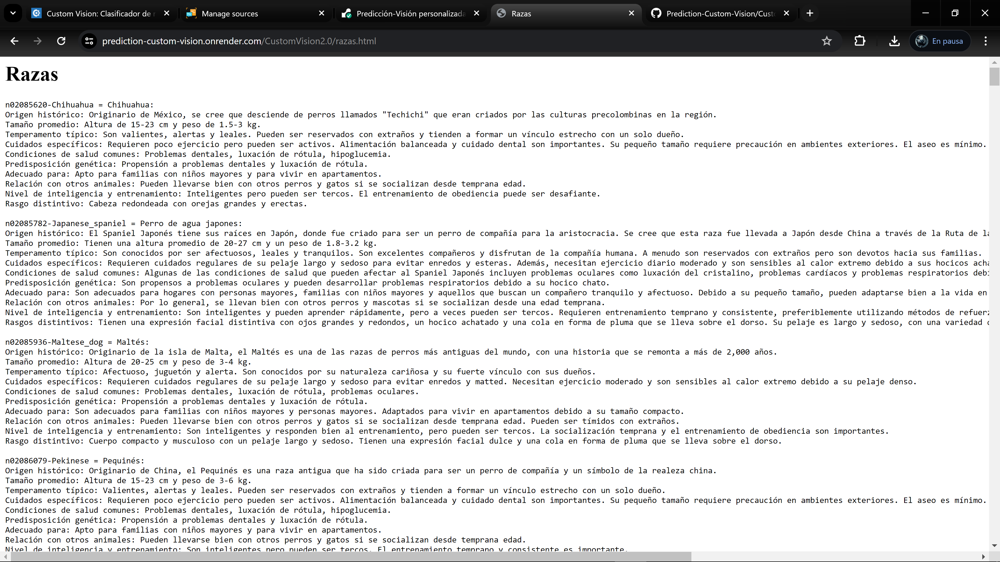 Custom Vision: Clasificador de
Manage sources
Predicción-Visión personalizada
Razas
Prediction-Custom-Vision/Cust
prediction-custom-vision.onrender.com/CustomVision2.0/razas.html
En pausa
Razas
n02085620-Chihuahua = Chihuahua:
Origen histórico: Originario de México, se cree que desciende de perros llamados "Techichi" que eran criados por las culturas precolombinas en la región.
Tamaño promedio: Altura de 15-23 cm y peso de 1.5-3 kg.
Temperamento típico: Son valientes, alertas y leales. Pueden ser reservados con extraños y tienden a formar un vínculo estrecho con un solo dueño.
Cuidados específicos: Requieren poco ejercicio pero pueden ser activos. Alimentación balanceada y cuidado dental son importantes. Su pequeño tamaño requiere precaución en ambientes exteriores. El aseo es mínimo.
Condiciones de salud comunes: Problemas dentales, luxación de rótula, hipoglucemia.
Predisposición genética: Propensión a problemas dentales y luxación de rótula.
Adecuado para: Apto para familias con niños mayores y para vivir en apartamentos.
Relación con otros animales: Pueden llevarse bien con otros perros y gatos si se socializan desde temprana edad.
Nivel de inteligencia y entrenamiento: Inteligentes pero pueden ser tercos. El entrenamiento de obediencia puede ser desafiante.
Rasgo distintivo: Cabeza redondeada con orejas grandes y erectas.
n02085782-Japanese_spaniel = Perro de agua japones:
Origen histórico: El Spaniel Japonés tiene sus raíces en Japón, donde fue criado para ser un perro de compañía para la aristocracia. Se cree que esta raza fue llevada a Japón desde China a través de la Ruta de
Tamaño promedio: Tienen una altura promedio de 20-27 cm y un peso de 1.8-3.2 kg.
Temperamento típico: Son conocidos por ser afectuosos, leales y tranquilos. Son excelentes compañeros y disfrutan de la compañía humana. A menudo son reservados con extraños pero son devotos hacia sus familias.
Cuidados específicos: Requieren cuidados regulares de su pelaje largo y sedoso para evitar enredos y esteras. Además, necesitan ejercicio diario moderado y son sensibles al calor extremo debido a sus hocicos
Condiciones de salud comunes: Algunas de las condiciones de salud que pueden afectar al Spaniel Japonés incluyen problemas oculares como luxación del cristalino, problemas cardíacos y problemas respiratorios
Predisposición genética: Son propensos a problemas oculares y pueden desarrollar problemas respiratorios debido a su hocico chato.
Adecuado para: Son adecuados para hogares con personas mayores, familias con niños mayores y aquellos que buscan un compañero tranquilo y afectuoso. Debido a su pequeño tamaño, pueden adaptarse bien a la vida en
Relación con otros animales: Por lo general, se llevan bien con otros perros y mascotas si se socializan desde una edad temprana.
Nivel de inteligencia y entrenamiento: Son inteligentes y pueden aprender rápidamente, pero a veces pueden ser tercos. Requieren entrenamiento temprano y consistente, preferiblemente utilizando métodos de
Rasgos distintivos: Tienen una expresión facial distintiva con ojos grandes y redondos, un hocico achatado y una cola en forma de pluma que se lleva sobre el dorso. Su pelaje es largo y sedoso, con una variedad
n02085936-Maltese_dog = Maltés:
Origen histórico: Originario de la isla de Malta, el Maltés es una de las razas de perros más antiguas del mundo, con una historia que se remonta a más de 2,000 años.
Tamaño promedio: Altura de 20-25 cm y peso de 3-4 kg.
Temperamento típico: Afectuoso, juguetón y alerta. Son conocidos por su naturaleza cariñosa y su fuerte vínculo con sus dueños.
Cuidados específicos: Requieren cuidados regulares de su pelaje largo y sedoso para evitar enredos y matted. Necesitan ejercicio moderado y son sensibles al calor extremo debido a su pelaje denso.
Condiciones de salud comunes: Problemas dentales, luxación de rótula, problemas oculares.
Predisposición genética: Propensión a problemas dentales y luxación de rótula.
Adecuado para: Son adecuados para familias con niños mayores y personas mayores. Adaptados para vivir en apartamentos debido a su tamaño compacto.
Relación con otros animales: Pueden llevarse bien con otros perros y gatos si se socializan desde temprana edad. Pueden ser tímidos con extraños.
Nivel de inteligencia y entrenamiento: Son inteligentes y responden bien al entrenamiento, pero pueden ser tercos. La socialización temprana y el entrenamiento de obediencia son importantes.
Rasgo distintivo: Cuerpo compacto y musculoso con un pelaje largo y sedoso. Tienen una expresión facial dulce y una cola en forma de pluma que se lleva sobre el dorso.
n02086079-Pekinese = Pequinés:
Origen histórico: Originario de China, el Pequinés es una raza antigua que ha sido criada para ser un perro de compañía y un símbolo de la realeza china.
Tamaño promedio: Altura de 15-23 cm y peso de 3-6 kg.
Temperamento típico: Valientes, alertas y leales. Pueden ser reservados con extraños y tienden a formar un vínculo estrecho con un solo dueño.
Cuidados específicos: Requieren poco ejercicio pero pueden ser activos. Alimentación balanceada y cuidado dental son importantes. Su pequeño tamaño requiere precaución en ambientes exteriores. El aseo es mínimo.
Condiciones de salud comunes: Problemas dentales, luxación de rótula, hipoglucemia.
Predisposición genética: Propensión a problemas dentales y luxación de rótula.
Adecuado para: Apto para familias con niños mayores y para vivir en apartamentos.
Relación con otros animales: Pueden llevarse bien con otros perros y gatos si se socializan desde temprana edad.
Nivel de inteligencia y entrenamiento: Son inteligentes pero pueden ser tercos. El entrenamiento temprano y consistente es importante.